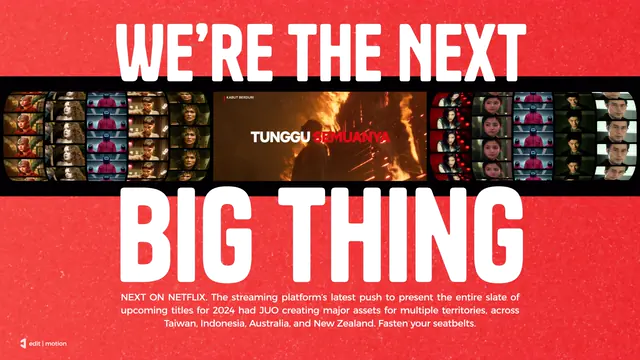 WE'RE THE NEXT
KABUT BERDURI
TUNGGU SEMUANYA
BIG THING
NEXT ON NETFLIX. The streaming platform's latest push to present the entire slate of
upcoming titles for 2024 had JUO creating major assets for multiple territories, across
Taiwan, Indonesia, Australia, and New Zealand. Fasten your seatbelts.
edit | motion